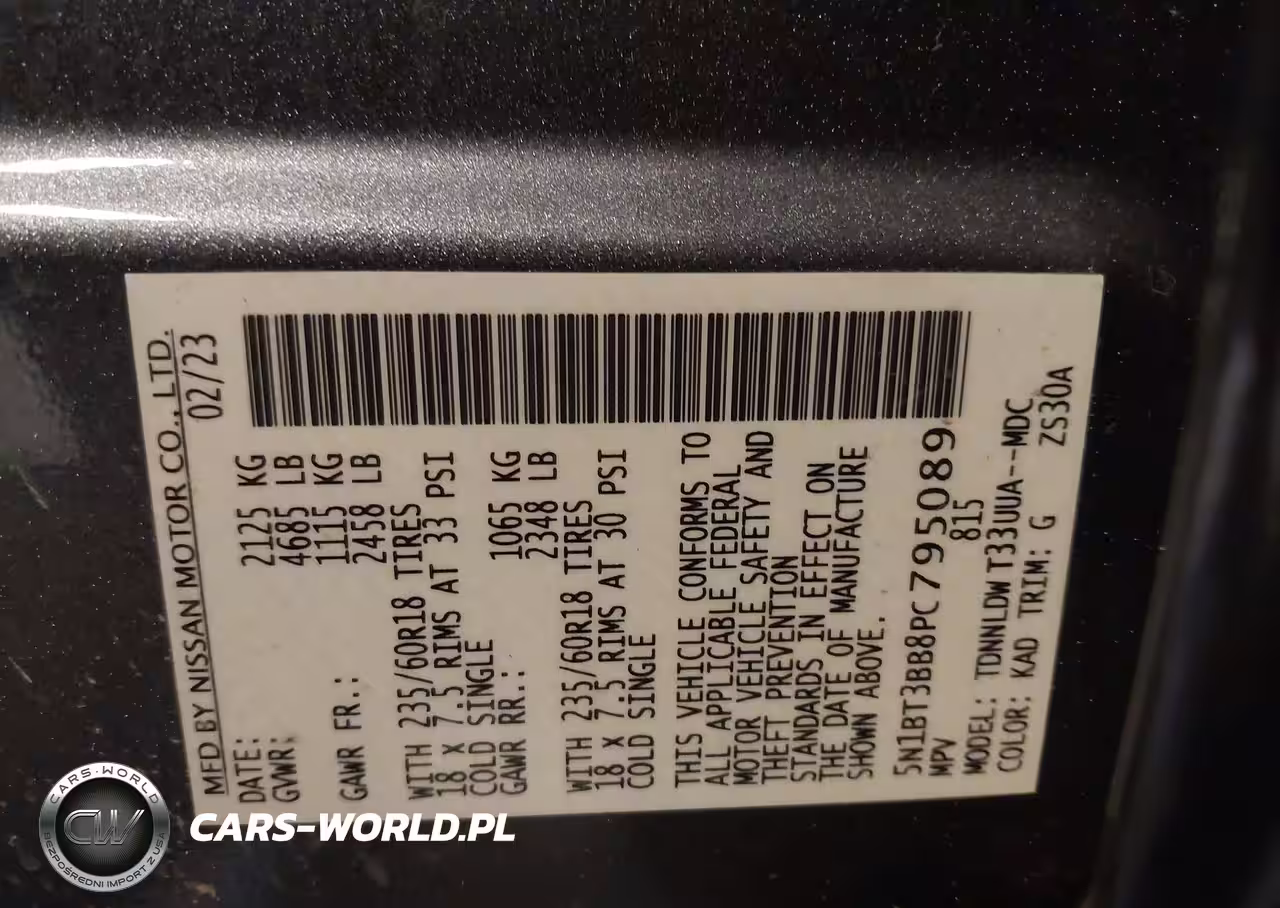 MFD BY NISSAN MOTOR CO., LTD.
DATE: 02/23
GVWR: 2125 KG
4685 LB
GAWR FR.: 1115 KG
2458 LB
WITH 235/60R18 TIRES
18 X 7.5 RIMS AT 33 PSI
COLD SINGLE
GAWR RR.: 1065 KG
2348 LB
WITH 235/60R18 TIRES
18 X 7.5 RIMS AT 30 PSI
COLD SINGLE
THIS VEHICLE CONFORMS TO
ALL APPLICABLE FEDERAL
MOTOR VEHICLE SAFETY AND
THEFT PREVENTION
STANDARDS IN EFFECT ON
THE DATE OF MANUFACTURE
SHOWN ABOVE.
5N1BT3BB8PC795089
MPV 815
MODEL: TDNNLDW T33UUA--MDC
COLOR: KAD TRIM: G ZS30A
CARS-WORLD
CW
BEZPOŚREDNI IMPORT Z USA
CARS-WORLD.PL